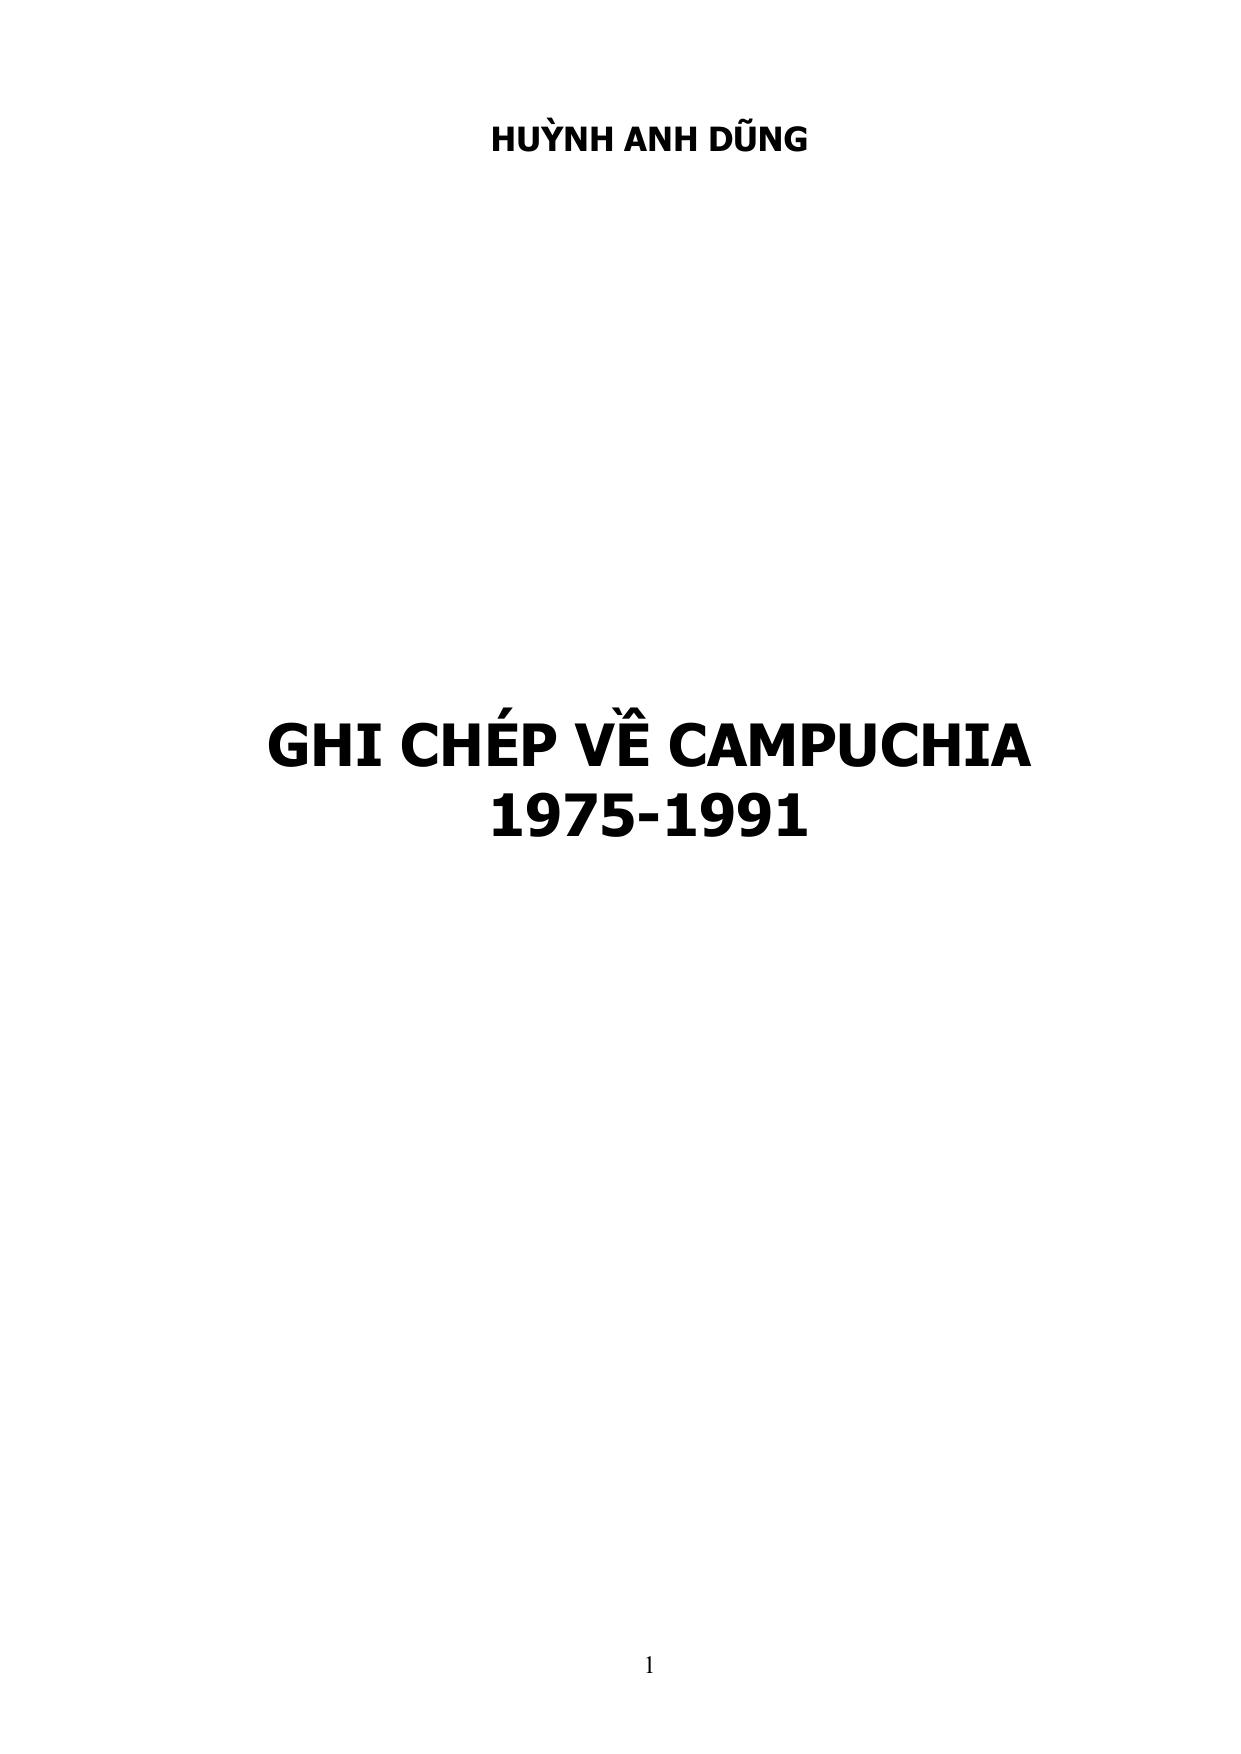 HUỲNH ANH DŨNG
GHI CHÉP VỀ CAMPUCHIA
1975-1991
1